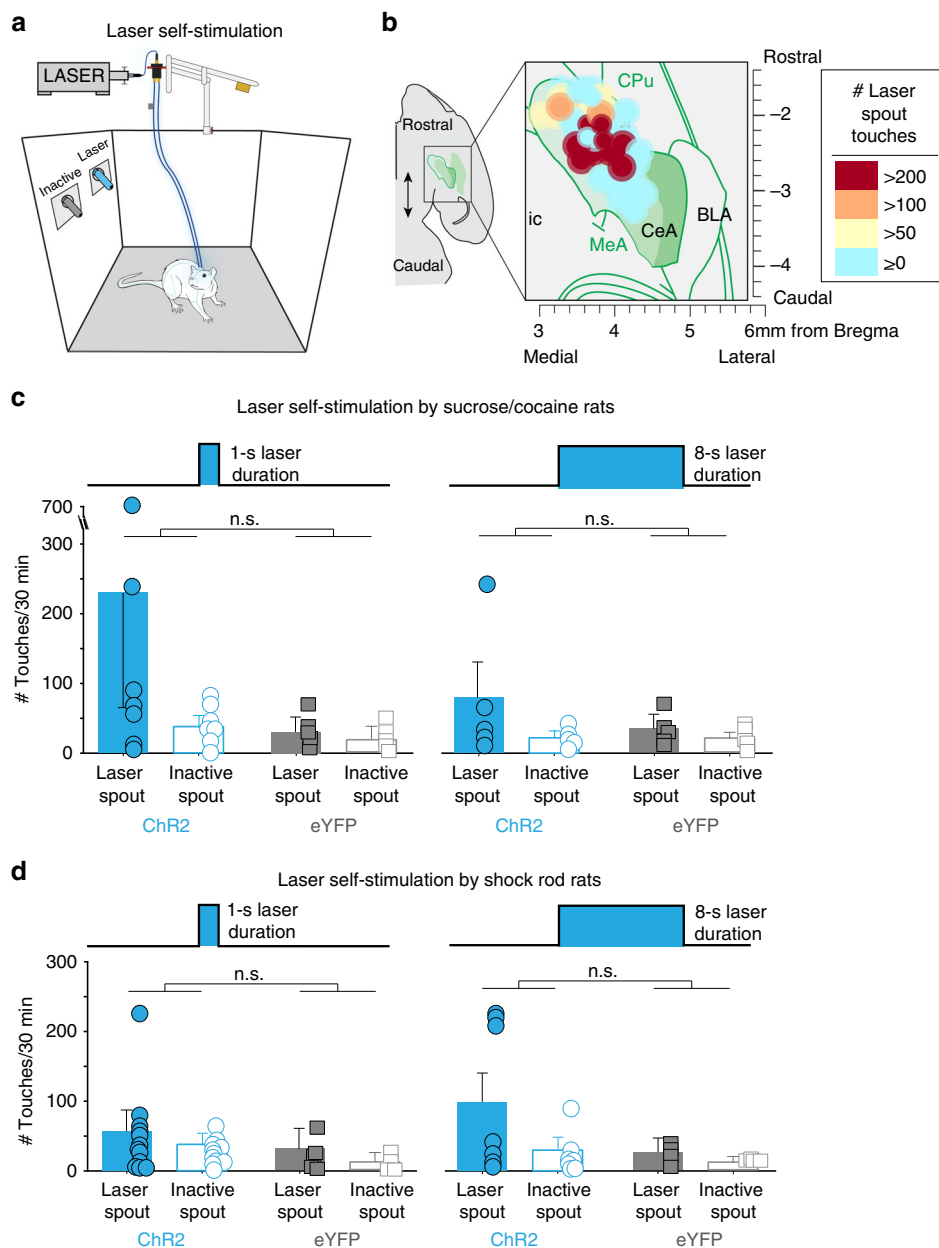 a
Laser self-stimulation
LASER
Inactive
Laser
b
Rostral
Caudal
CPu
ic
MeA
CeA
BLA
Rostral
–2
–3
–4
Caudal
3 4 5 6mm from Bregma
Medial Lateral
# Laser
spout
touches
>200
>100
>50
≥0
c
Laser self-stimulation by sucrose/cocaine rats
1-s laser
duration
8-s laser
duration
# Touches/30 min
700
300
200
100
0
n.s.
n.s.
Laser
spout
Inactive
spout
Laser
spout
Inactive
spout
ChR2
eYFP
Laser
spout
Inactive
spout
Laser
spout
Inactive
spout
ChR2
eYFP
d
Laser self-stimulation by shock rod rats
1-s laser
duration
8-s laser
duration
# Touches/30 min
300
200
100
0
n.s.
n.s.
Laser
spout
Inactive
spout
Laser
spout
Inactive
spout
ChR2
eYFP
Laser
spout
Inactive
spout
Laser
spout
Inactive
spout
ChR2
eYFP